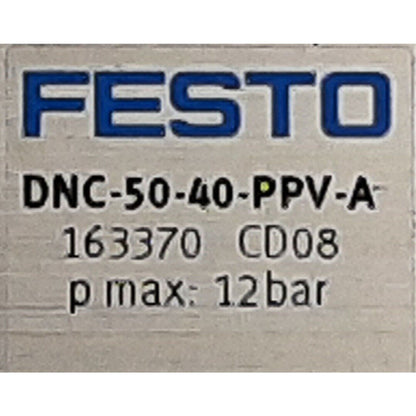 FESTO
DNC-50-40-PPV-A
163370 CD08
p max: 12bar